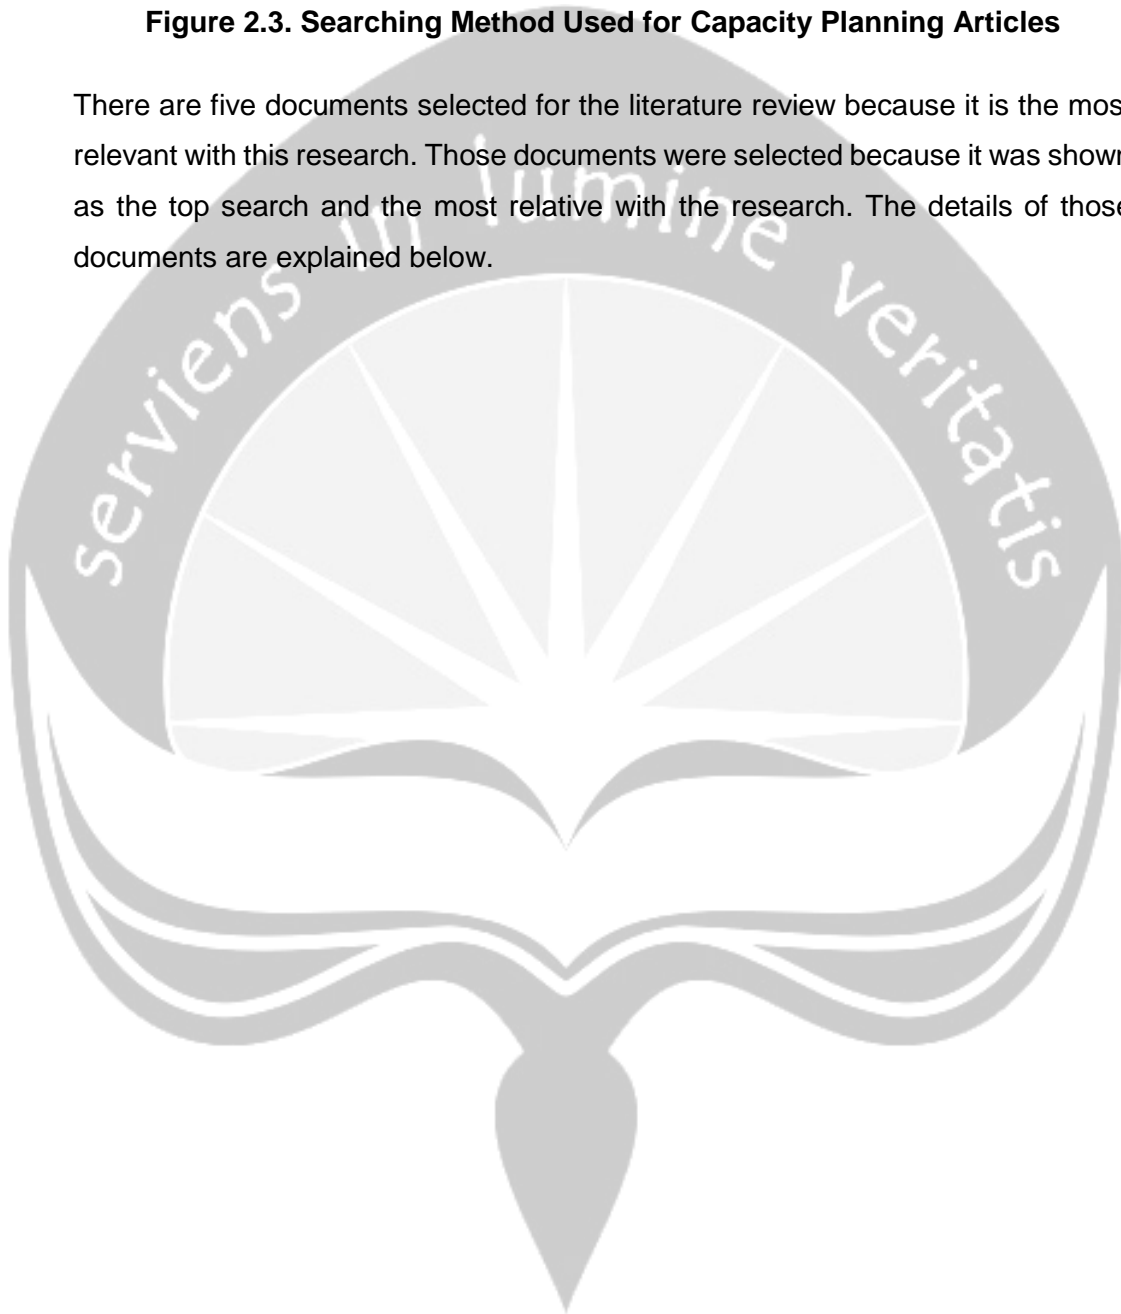 Figure 2.3. Searching Method Used for Capacity Planning Articles
There are five documents selected for the literature review because it is the mos
relevant with this research. Those documents were selected because it was shown
as the top search and the most relative with the research. The details of those
documents are explained below.
serviens in lumine veritatis